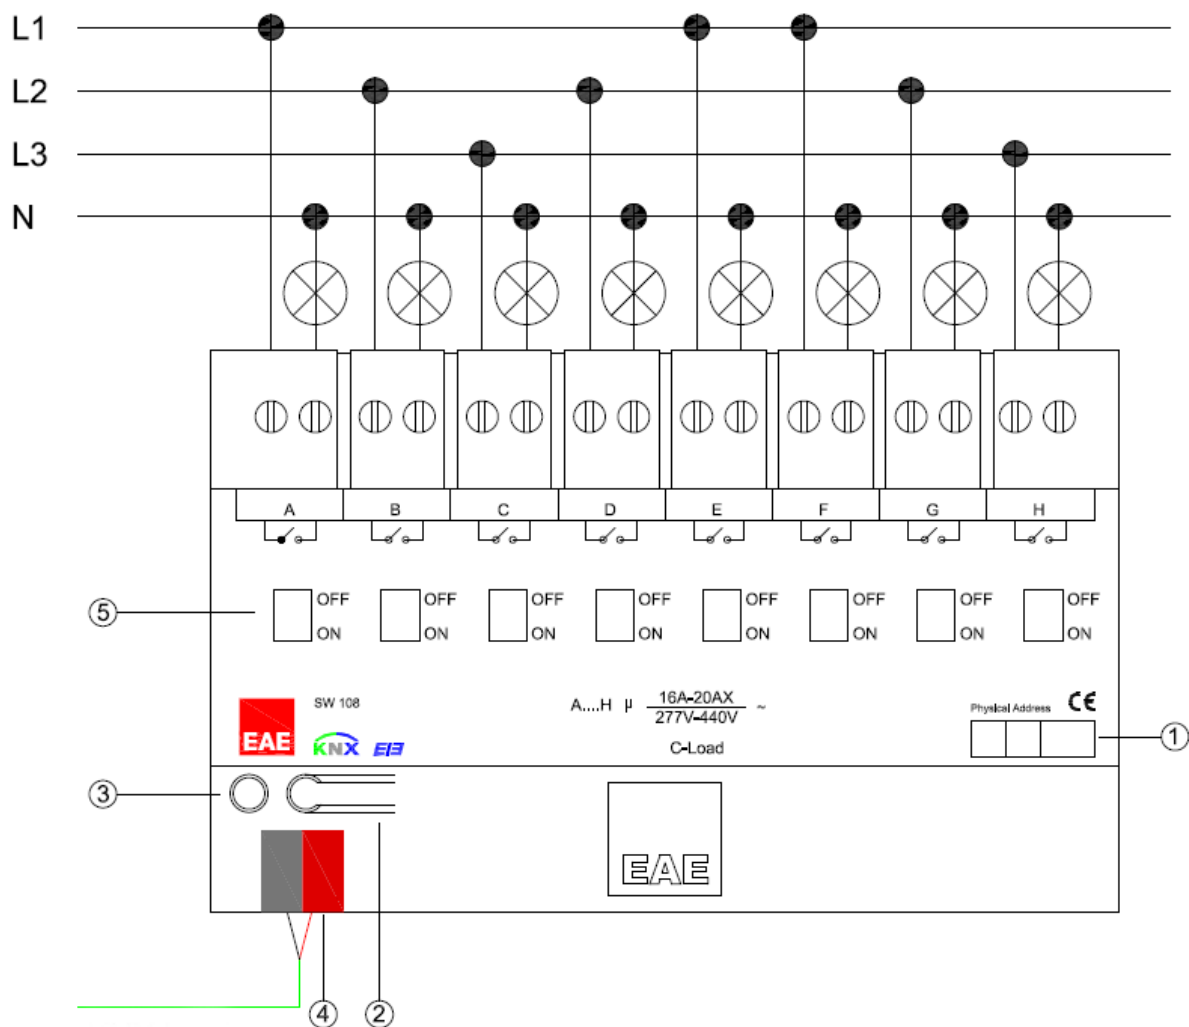 L1
L2
L3
N
A B C D E F G H
OFF OFF OFF OFF OFF OFF OFF OFF
5
ON ON ON ON ON ON ON ON
SW 108
A....H µ 16A-20AX ~
277V-440V
Physical Address CE
EAE KNX EIB
C-Load
1
3
EAE
4 2